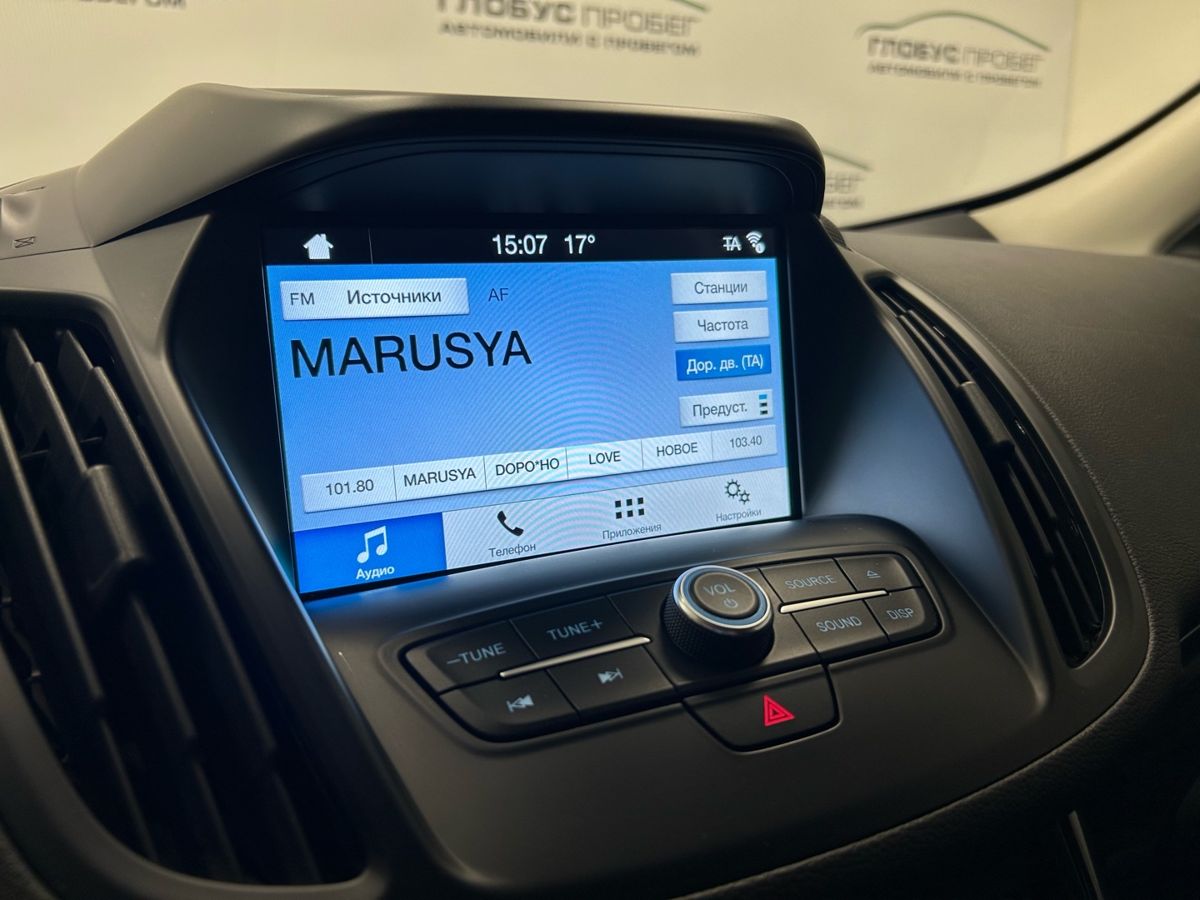 ГЛОБУС ПРОБЕГ
АВТОМОБИЛИ С ПРОБЕГОМ
ГЛОБУС ПРОБЕГ
АВТОМОБИЛИ С ПРОБЕГОМ
15:07 17° TA
FM Источники AF
Станции
MARUSYA
Частота
Дор. дв. (TA)
Предуст.
101.80 MARUSYA DOPO*HO LOVE НОВОЕ 103.40
Аудио Телефон Приложения Настройки
–TUNE TUNE+ VOL SOURCE
SOUND DISP